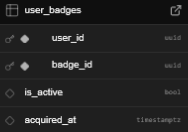 user_badges
user_id uuid
badge_id uuid
is_active bool
acquired_at timestamptz